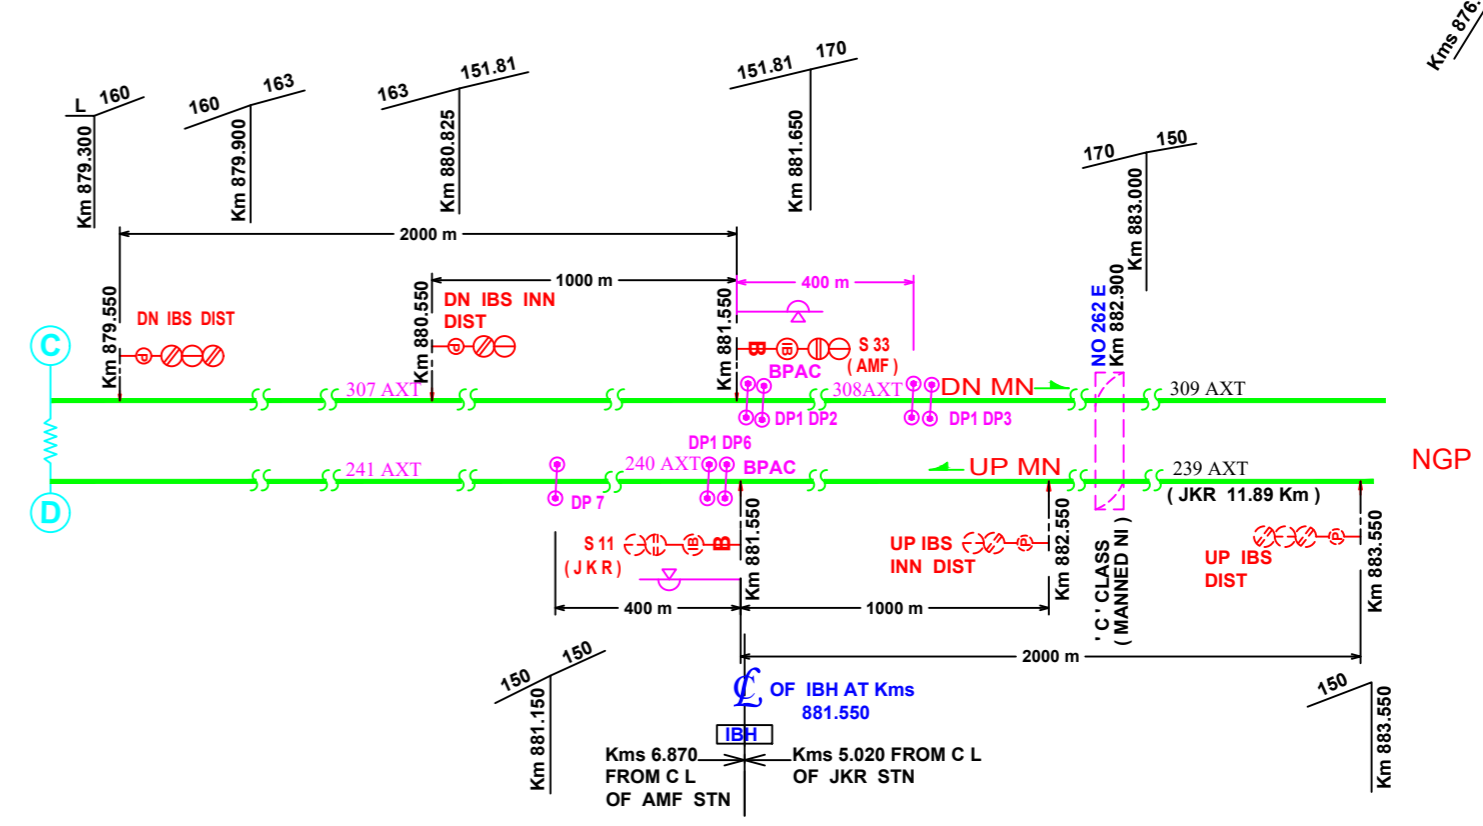 Kms 876.
L 160
160 163
163 151.81
151.81 170
170 150
Km 879.300
Km 879.900
Km 880.825
Km 881.650
Km 883.000
2000 m
1000 m
400 m
Km 879.550
DN IBS DIST
P
Km 880.550
DN IBS INN
DIST
P
Km 881.550
B
IB
S 33
( AMF )
BPAC
NO 262 E
Km 882.900
C
307 AXT
308AXT
DN MN
309 AXT
DP1 DP2
DP1 DP3
DP1 DP6
241 AXT
240 AXT
BPAC
UP MN
239 AXT
NGP
D
DP 7
( JKR 11.89 Km )
S 11
( J K R )
IB
B
Km 881.550
UP IBS
INN DIST
P
Km 882.550
' C ' CLASS
( MANNED NI )
UP IBS
DIST
P
Km 883.550
400 m
1000 m
2000 m
150 150
Km 881.150
℄ OF IBH AT Kms
881.550
IBH
150
Km 883.550
Kms 6.870
FROM C L
OF AMF STN
Kms 5.020 FROM C L
OF JKR STN